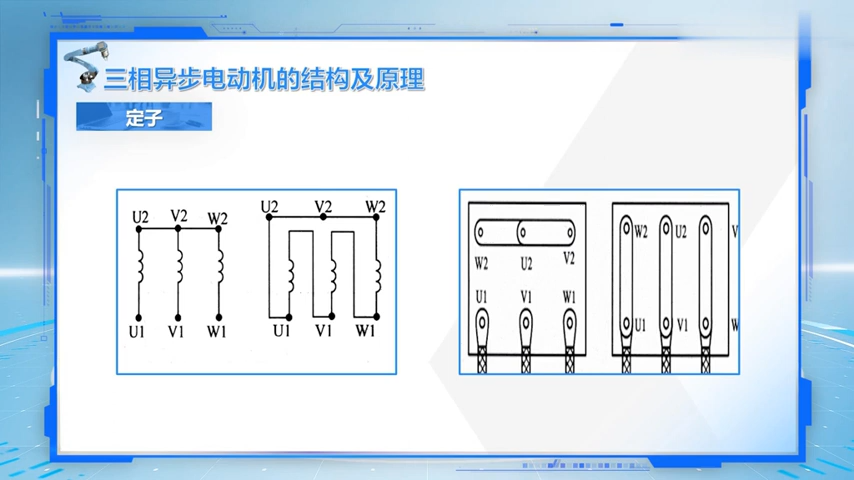 三相异步电动机的结构及原理
定子
U2 V2 W2
U1 V1 W1
U2 V2 W2
U1 V1 W1
W2 U2 V2
U1 V1 W1
W2 U2 V
U1 V1 W